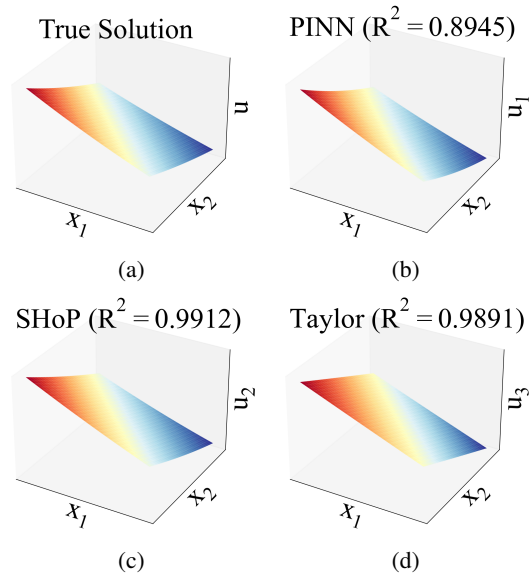 True Solution
PINN (R² = 0.8945)
u
x₁
x₂
u₁
x₁
x₂
(a)
(b)
SHoP (R² = 0.9912)
Taylor (R² = 0.9891)
u₂
x₁
x₂
u₃
x₁
x₂
(c)
(d)